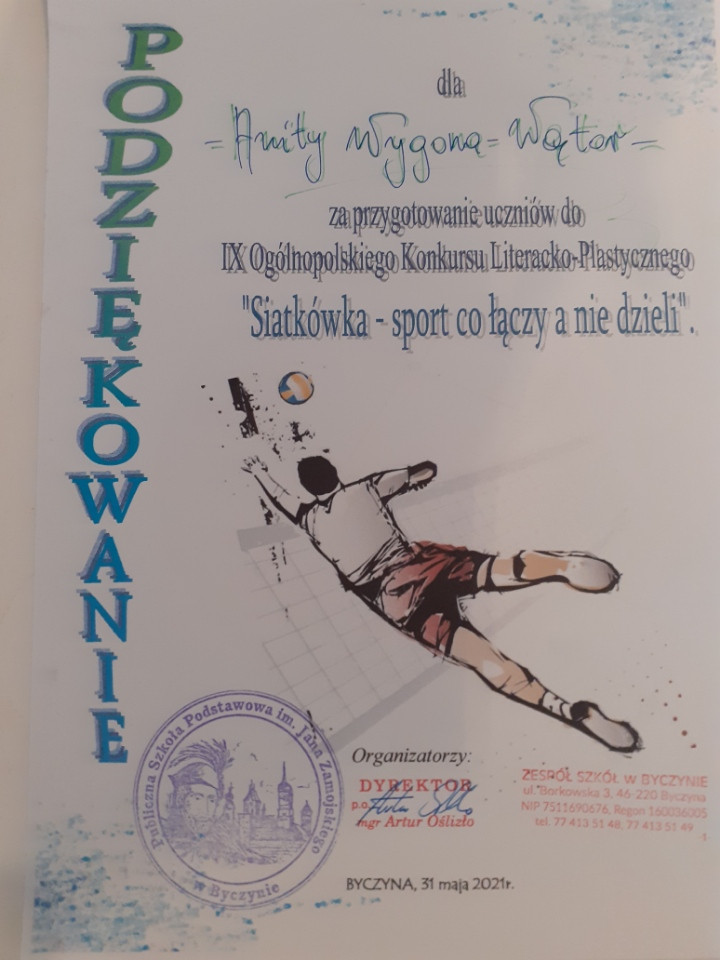 PODZIĘKOWANIE
dla
= Anity Wygona = Wątor =
za przygotowanie uczniów do
IX Ogólnopolskiego Konkursu Literacko-Plastycznego
"Siatkówka - sport co łączy a nie dzieli".
Publiczna Szkoła Podstawowa im. Jana Zamojskiego
w Byczynie
Organizatorzy:
DYREKTOR
p.o.
mgr Artur Oślizło
ZESPÓŁ SZKÓŁ W BYCZYNIE
ul. Borkowska 3, 46-220 Byczyna
NIP 7511690676, Regon 160036005
tel. 77 413 51 48, 77 413 51 49
-1-
BYCZYNA, 31 maja 2021r.